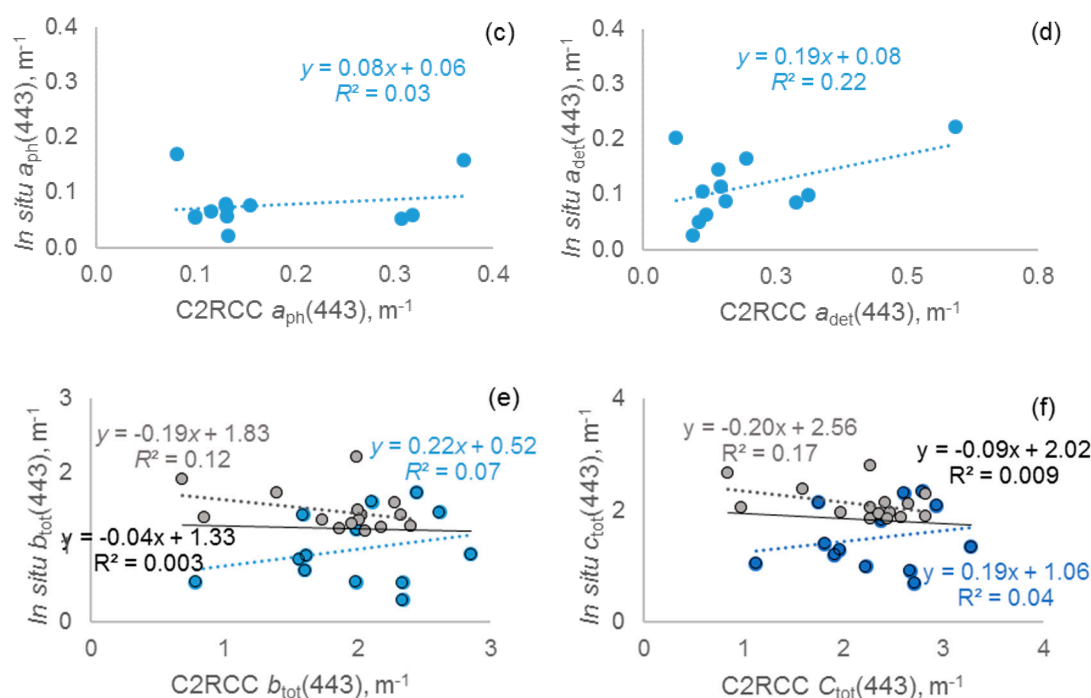 0.4
0.3
0.2
0.1
0.0
In situ aph(443), m-1
(c)
y = 0.08x + 0.06
R² = 0.03
0.0 0.1 0.2 0.3 0.4
C2RCC aph(443), m-1
0.4
0.3
0.2
0.1
0.0
In situ adet(443), m-1
(d)
y = 0.19x + 0.08
R² = 0.22
0.0 0.3 0.5 0.8
C2RCC adet(443), m-1
3
2
1
0
In situ btot(443), m-1
(e)
y = -0.19x + 1.83
R² = 0.12
y = 0.22x + 0.52
R² = 0.07
y = -0.04x + 1.33
R² = 0.003
0 1 2 3
C2RCC btot(443), m-1
4
2
0
In situ ctot(443), m-1
(f)
y = -0.20x + 2.56
R² = 0.17
y = -0.09x + 2.02
R² = 0.009
y = 0.19x + 1.06
R² = 0.04
0 1 2 3 4
C2RCC Ctot(443), m-1